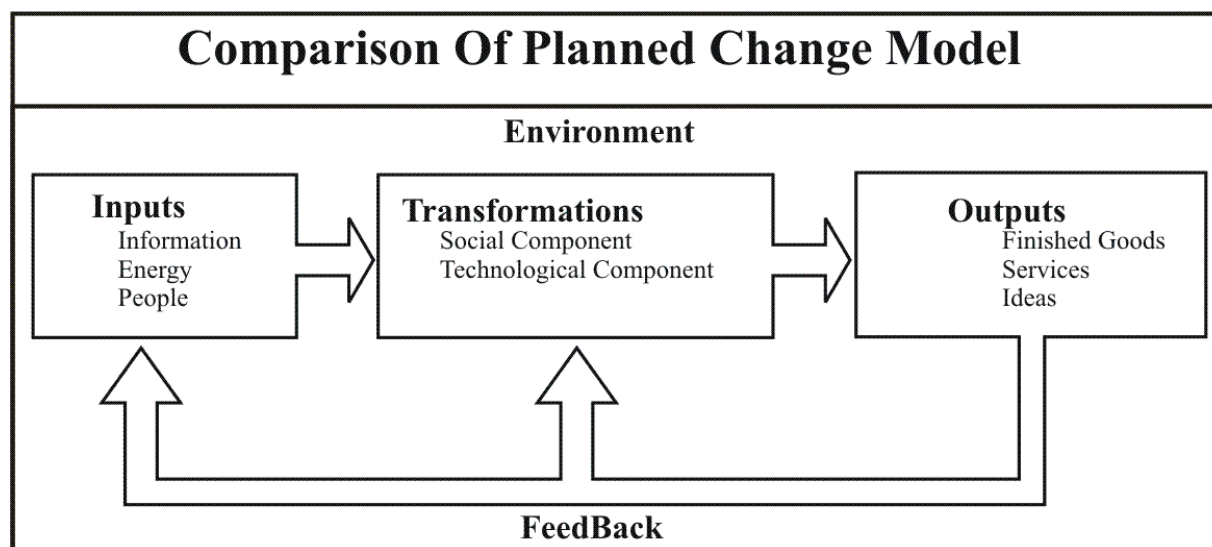 Comparison Of Planned Change Model
Environment
Inputs
Information
Energy
People
Transformations
Social Component
Technological Component
Outputs
Finished Goods
Services
Ideas
FeedBack